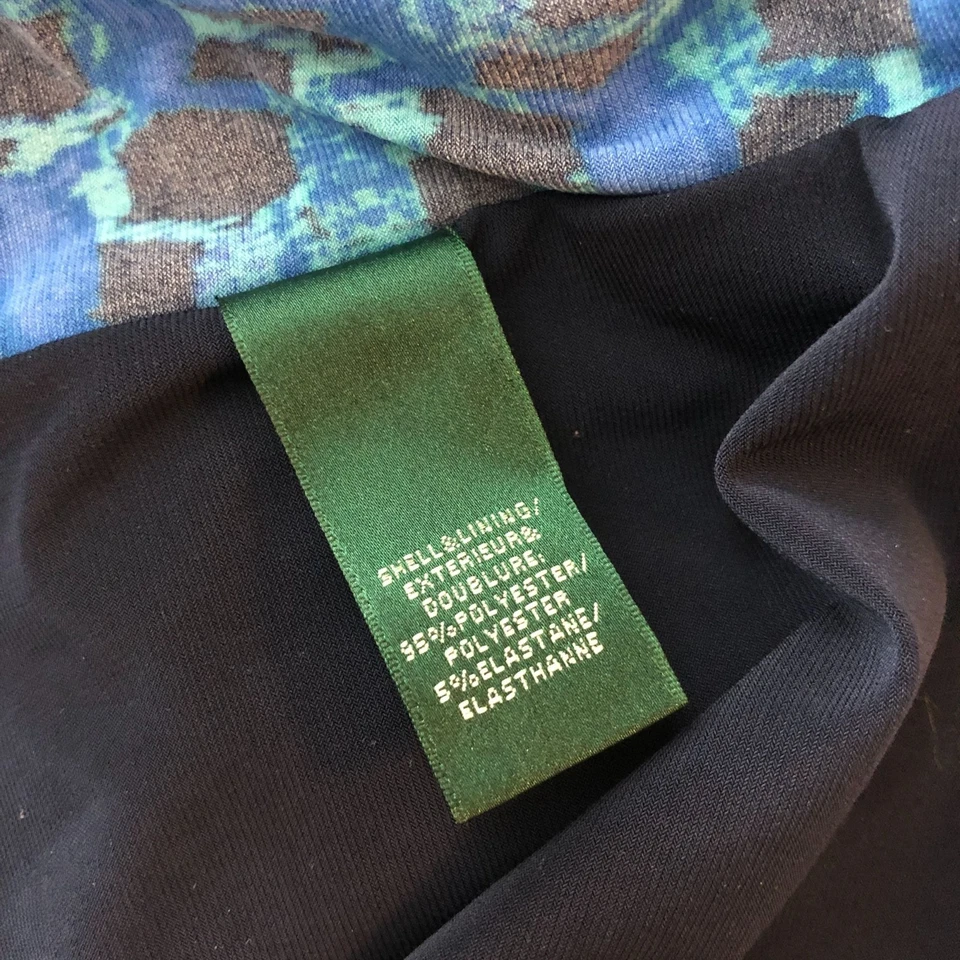 SHELL&LINING/
EXTERIEUR&
DOUBLURE:
95%POLYESTER/
POLYESTER
5%ELASTANE/
ELASTHANNE